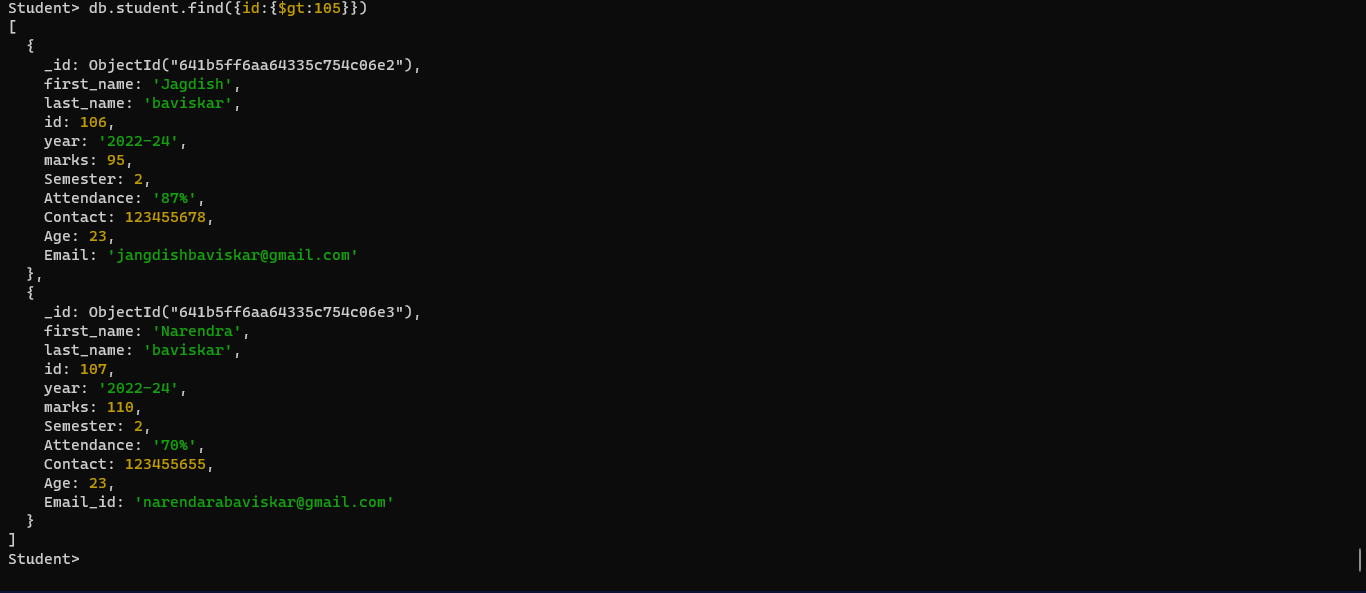 Student> db.student.find({id:{$gt:105}})
[
  {
    _id: ObjectId("641b5ff6aa64335c754c06e2"),
    first_name: 'Jagdish',
    last_name: 'baviskar',
    id: 106,
    year: '2022-24',
    marks: 95,
    Semester: 2,
    Attendance: '87%',
    Contact: 123455678,
    Age: 23,
    Email: 'jangdishbaviskar@gmail.com'
  },
  {
    _id: ObjectId("641b5ff6aa64335c754c06e3"),
    first_name: 'Narendra',
    last_name: 'baviskar',
    id: 107,
    year: '2022-24',
    marks: 110,
    Semester: 2,
    Attendance: '70%',
    Contact: 123455655,
    Age: 23,
    Email_id: 'narendarabaviskar@gmail.com'
  }
]
Student>